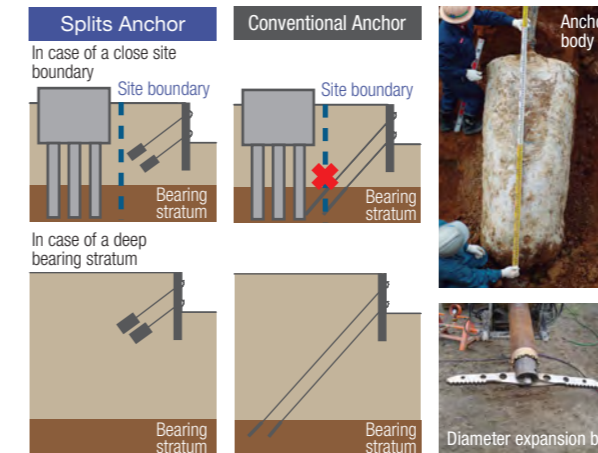 Splits Anchor
Conventional Anchor
In case of a close site
boundary
Site boundary
Bearing
stratum
Site boundary
Bearing
stratum
In case of a deep
bearing stratum
Bearing
stratum
Bearing
stratum
body
Diameter expansion